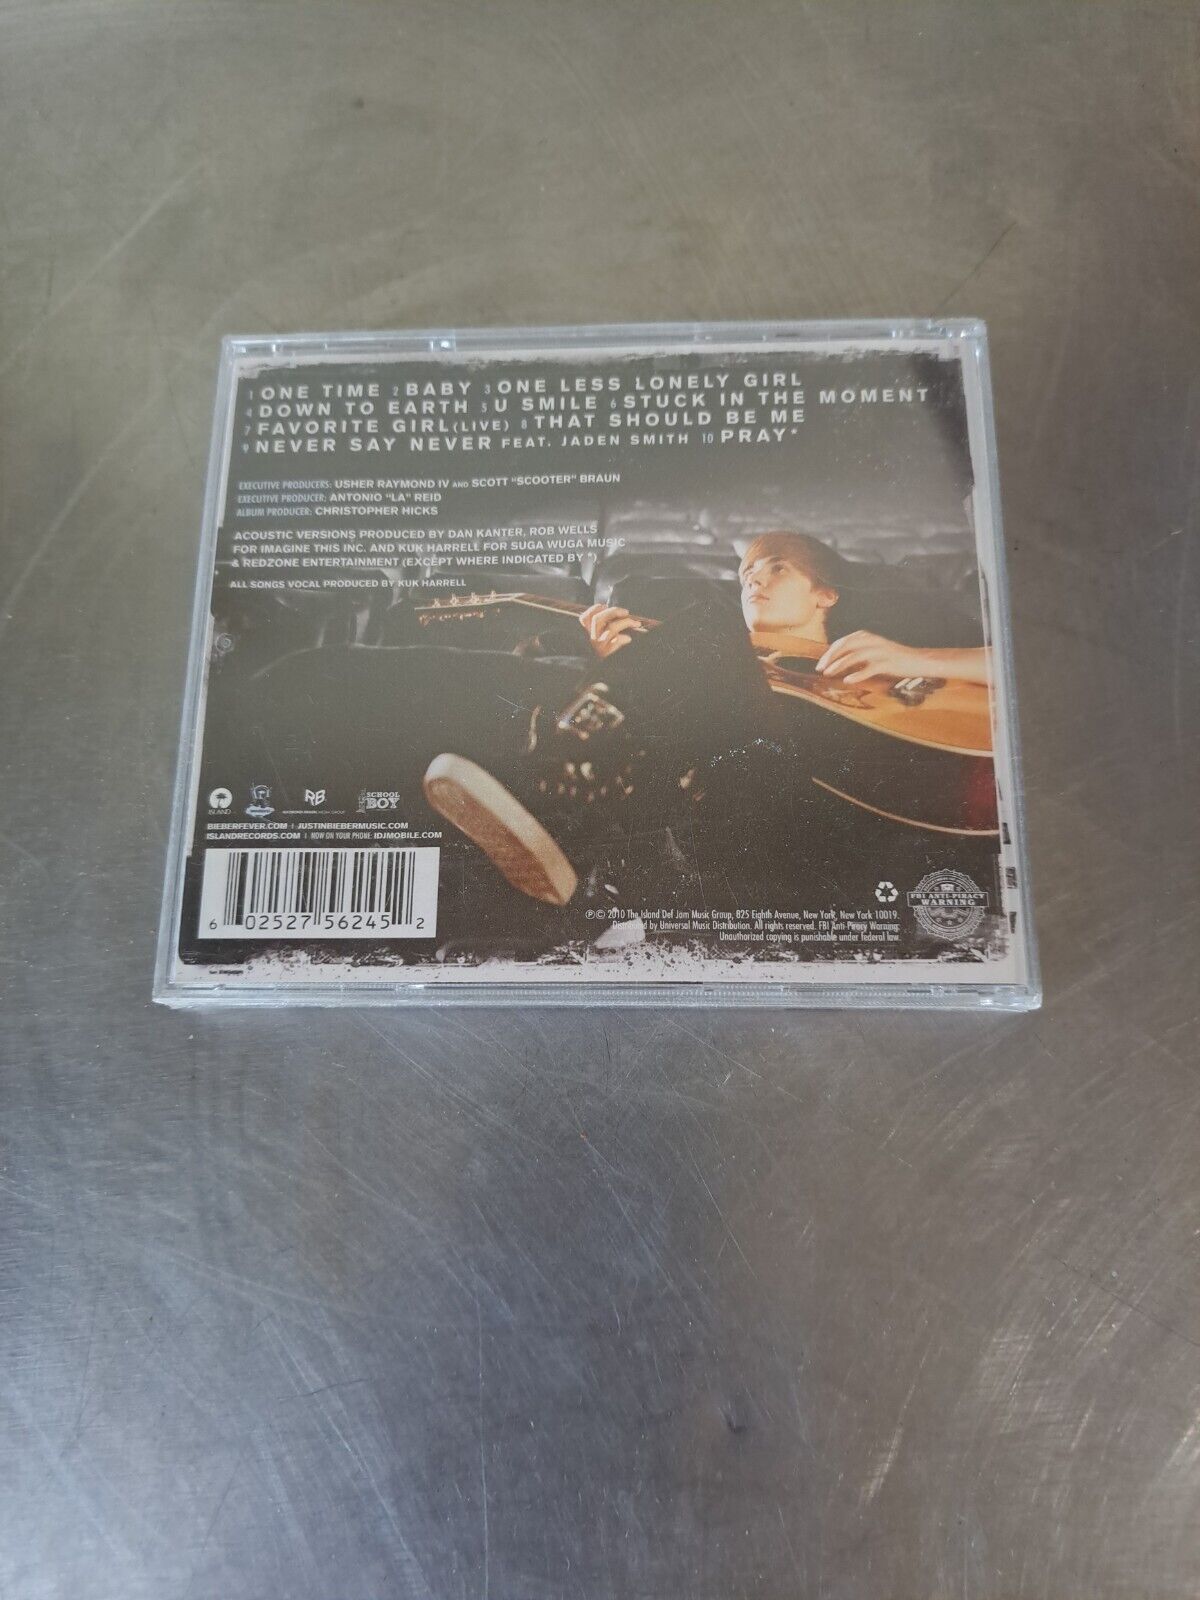 1 ONE TIME 2 BABY 3 ONE LESS LONELY GIRL
4 DOWN TO EARTH 5 U SMILE 6 STUCK IN THE MOMENT
7 FAVORITE GIRL (LIVE) 8 THAT SHOULD BE ME
9 NEVER SAY NEVER FEAT. JADEN SMITH 10 PRAY*
EXECUTIVE PRODUCERS: USHER RAYMOND IV AND SCOTT "SCOOTER" BRAUN
EXECUTIVE PRODUCER: ANTONIO "LA" REID
ALBUM PRODUCER: CHRISTOPHER HICKS
ACOUSTIC VERSIONS PRODUCED BY DAN KANTER, ROB WELLS
FOR IMAGINE THIS INC. AND KUK HARRELL FOR SUGA WUGA MUSIC
& REDZONE ENTERTAINMENT (EXCEPT WHERE INDICATED BY *)
ALL SONGS VOCAL PRODUCED BY KUK HARRELL
ISLAND
RB
SCHOOL
BOY
BIEBERFEVER.COM | JUSTINBIEBERMUSIC.COM
ISLANDRECORDS.COM | NOW ON YOUR PHONE: IDJMOBILE.COM
6 02527 56245 2
FBI ANTI-PIRACY
WARNING
℗© 2010 The Island Def Jam Music Group, 825 Eighth Avenue, New York, New York 10019.
Distributed by Universal Music Distribution. All rights reserved. FBI Anti-Piracy Warning:
Unauthorized copying is punishable under federal law.